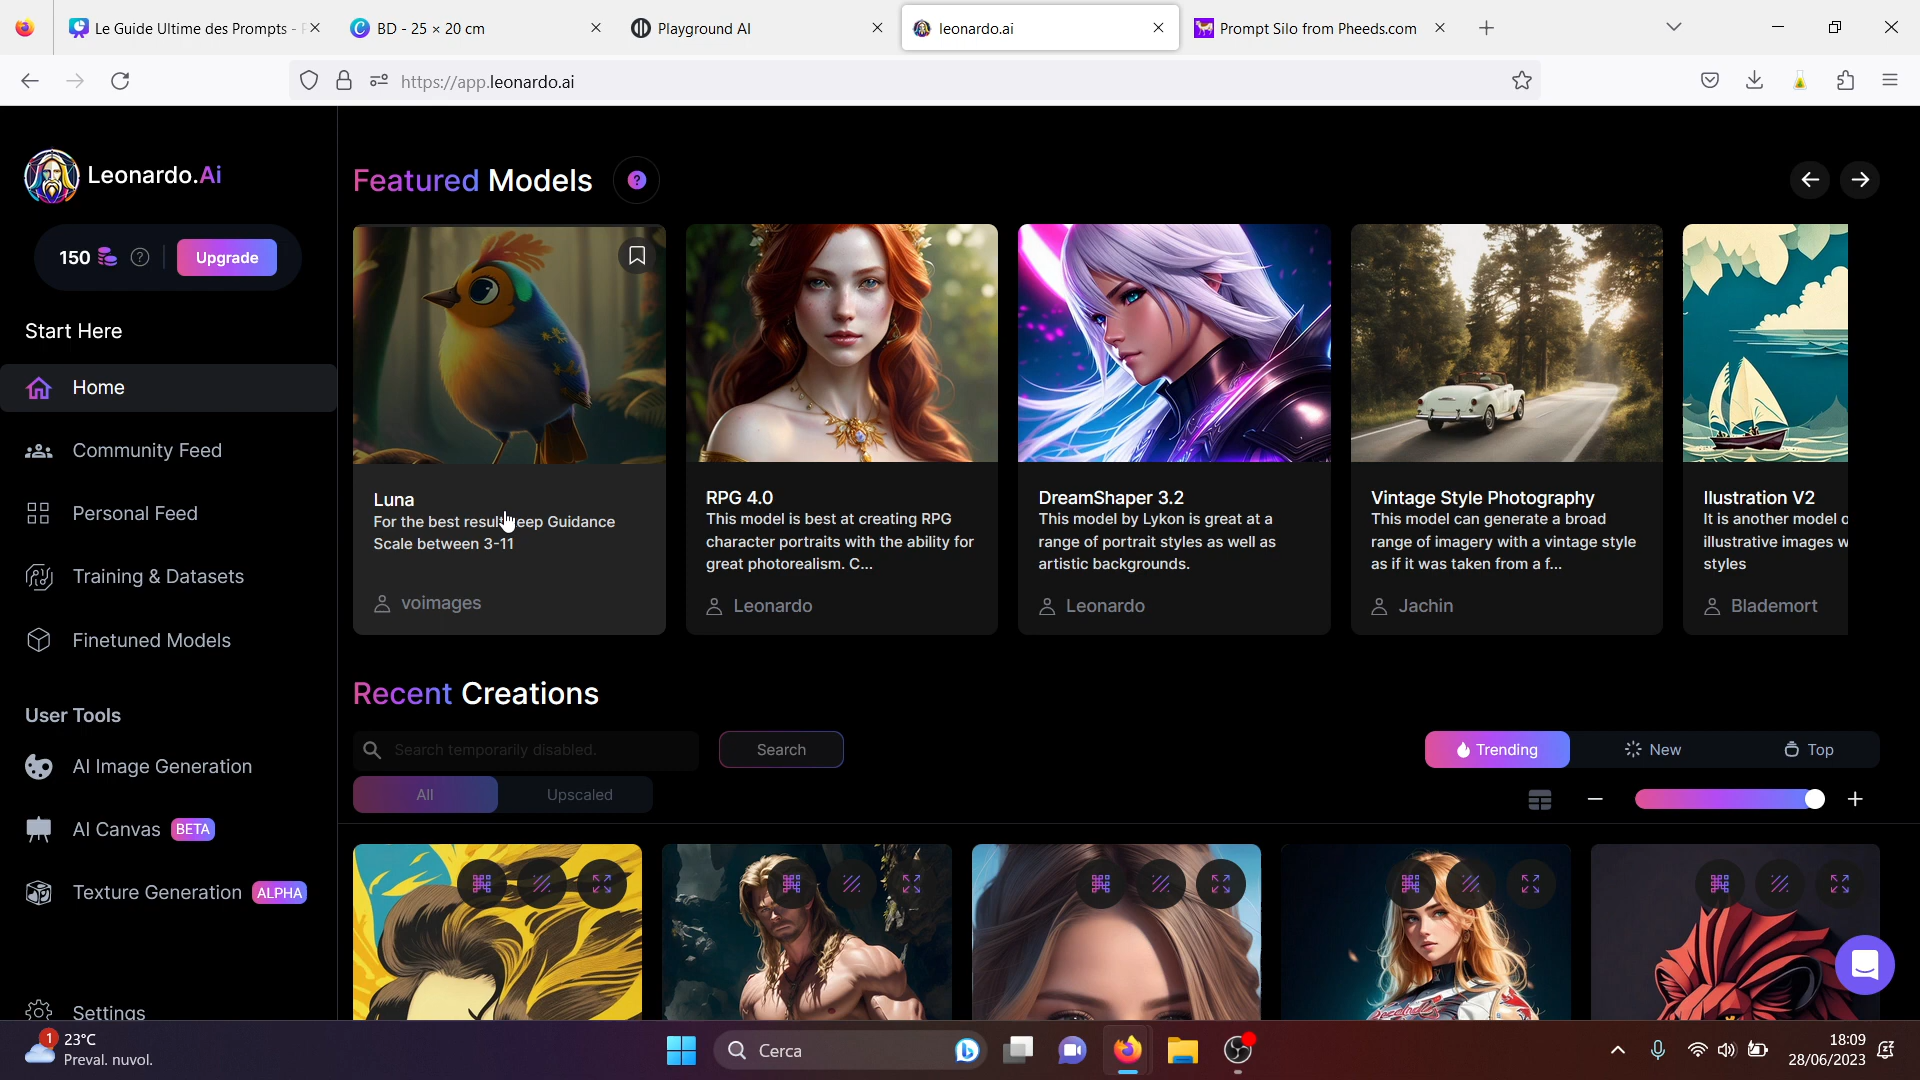 Le Guide Ultime des Prompts -
BD - 25 × 20 cm
Playground AI
leonardo.ai
Prompt Silo from Pheeds.com
https://app.leonardo.ai
Leonardo.Ai
150
Upgrade
Start Here
Home
Community Feed
Personal Feed
Training & Datasets
Finetuned Models
User Tools
AI Image Generation
AI Canvas BETA
Texture Generation ALPHA
Settings
Featured Models
Luna
For the best result eep Guidance
Scale between 3-11
voimages
RPG 4.0
This model is best at creating RPG
character portraits with the ability for
great photorealism. C...
Leonardo
DreamShaper 3.2
This model by Lykon is great at a
range of portrait styles as well as
artistic backgrounds.
Leonardo
Vintage Style Photography
This model can generate a broad
range of imagery with a vintage style
as if it was taken from a f...
Jachin
Ilustration V2
It is another model
illustrative images w
styles
Blademort
Recent Creations
Search temporarily disabled.
Search
Trending
New
Top
All
Upscaled
1
23°C
Preval. nuvol.
Cerca
18:09
28/06/2023